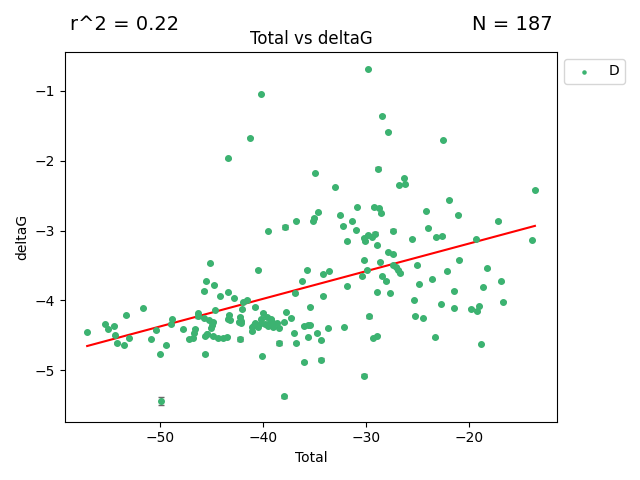 r^2 = 0.22
N = 187
Total vs deltaG
D
−1
−2
−3
−4
−5
deltaG
−50
−40
−30
−20
Total